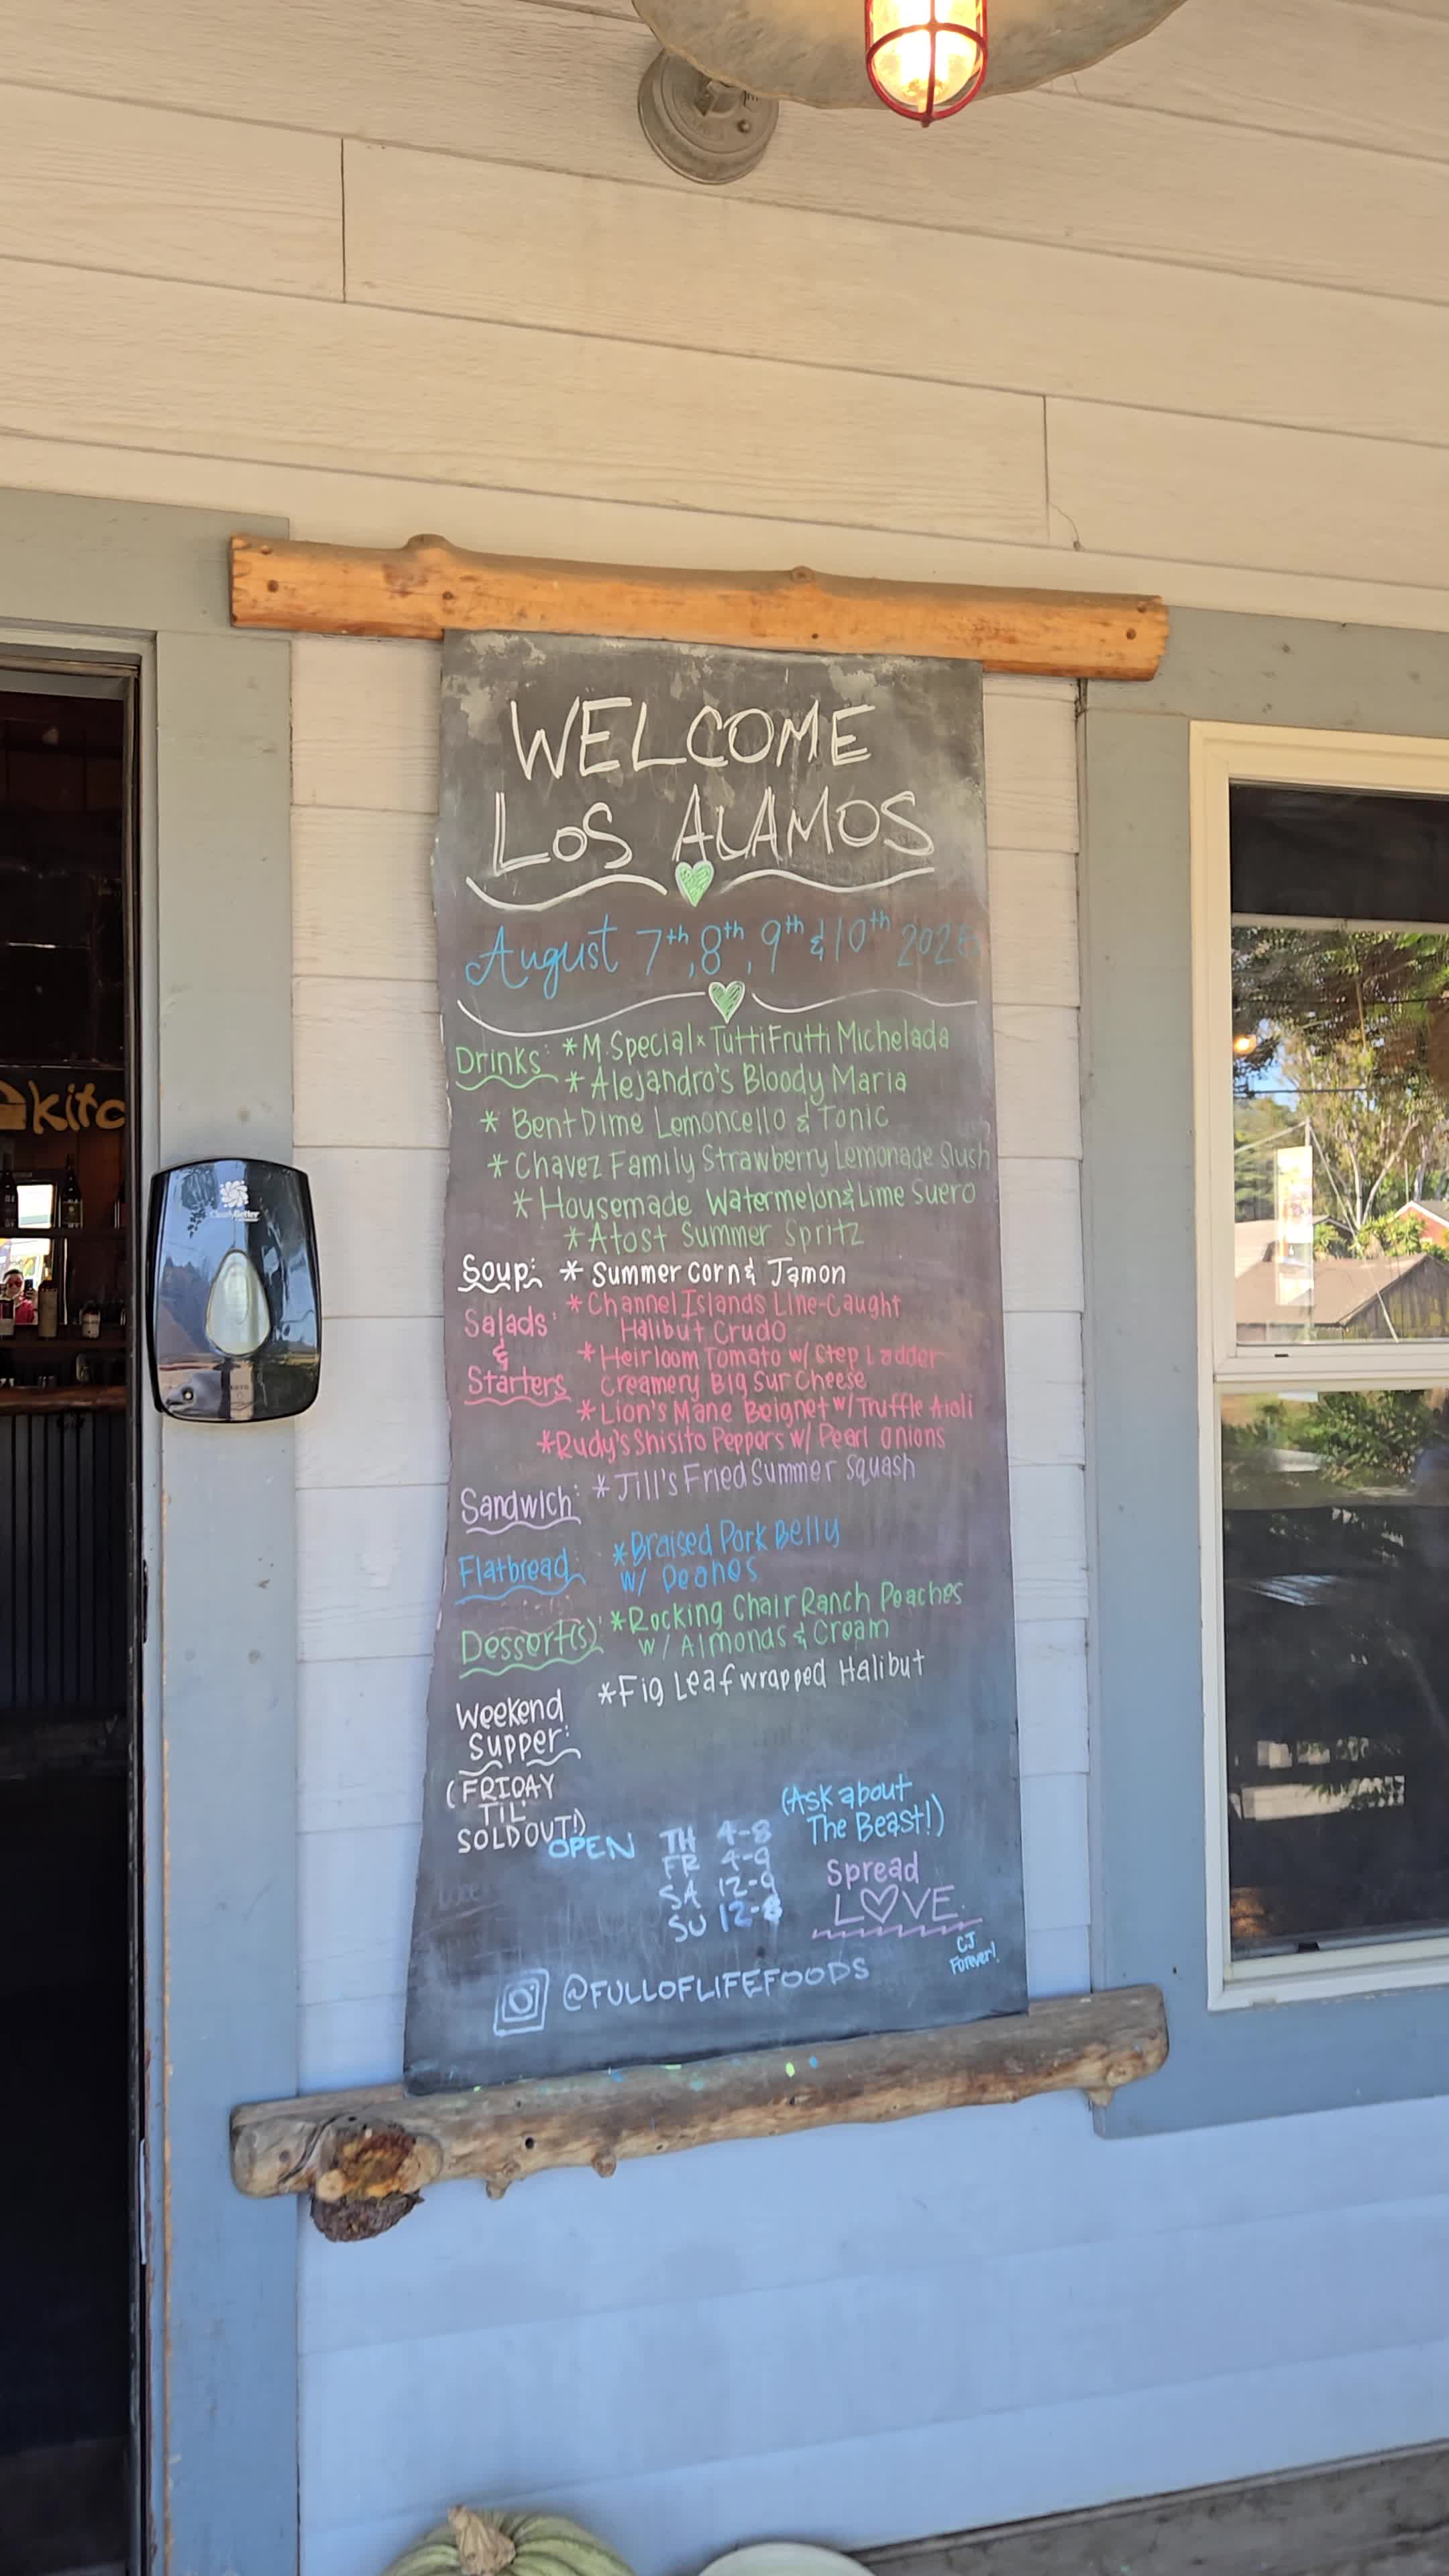 WELCOME
LOS ALAMOS
August 7th, 8th, 9th & 10th
Drinks: *M. Special x Tutti Frutti Michelada
* Alejandro's Bloody Maria
* Bent Dime Lemoncello & Tonic
* Chavez Family Strawberry Lemonade Slush
* Housemade Watermelon & Lime Suero
* Atost Summer Spritz
Soup: * Summer Corn & Jamon
Salads & Starters
* Channel Islands Line-Caught
Halibut Crudo
* Heirloom Tomato w/ Step Ladder
Creamery Big Sur Cheese
* Lion's Mane Beignet w/ Truffle Aioli
*Rudy's Shisito Peppers w/ Pearl Onions
Sandwich: * Jill's Fried Summer Squash
Flatbread: *Braised Pork Belly
w/
Dessert(s): *Rocking Chair Ranch Peaches
w/ Almonds & Cream
Weekend
Supper:
*Fig Leaf wrapped Halibut
(FRIDAY
TIL'
SOLD OUT!)
OPEN TH 4-8
FR 4-9
SA 12-9
SU 12-8
(Ask about
The Beast!)
Spread
LOVE
CJ
Forever!
@FULLOFLIFEFOODS
kitc
CleanBetter